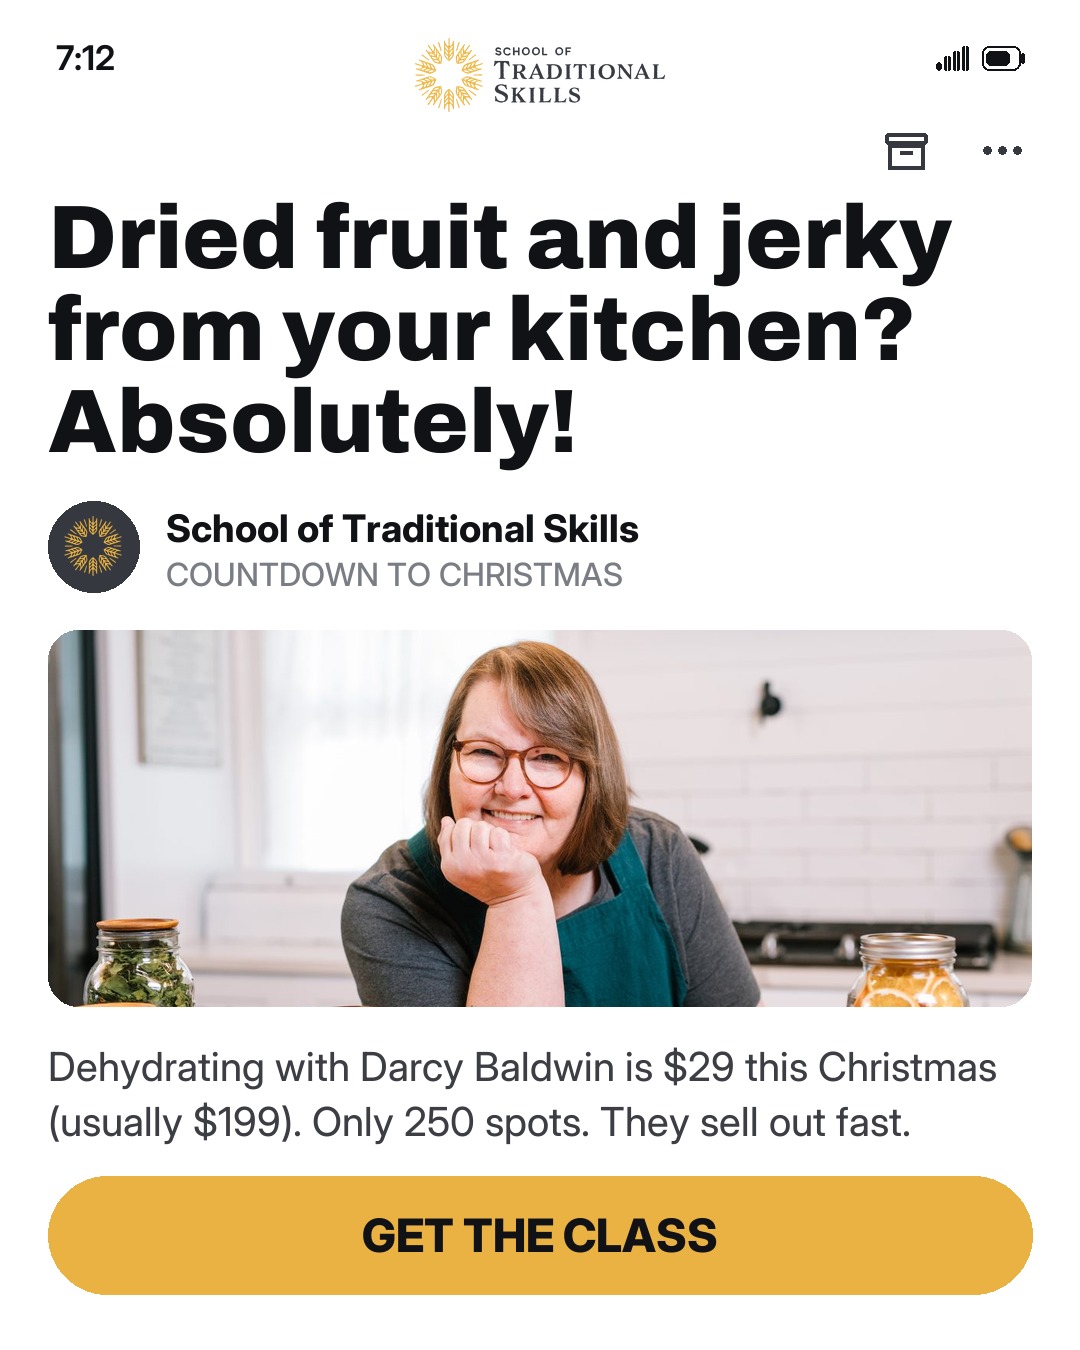 7:12
SCHOOL OF
TRADITIONAL
SKILLS
Dried fruit and jerky
from your kitchen?
Absolutely!
School of Traditional Skills
COUNTDOWN TO CHRISTMAS
Dehydrating with Darcy Baldwin is $29 this Christmas
(usually $199). Only 250 spots. They sell out fast.
GET THE CLASS